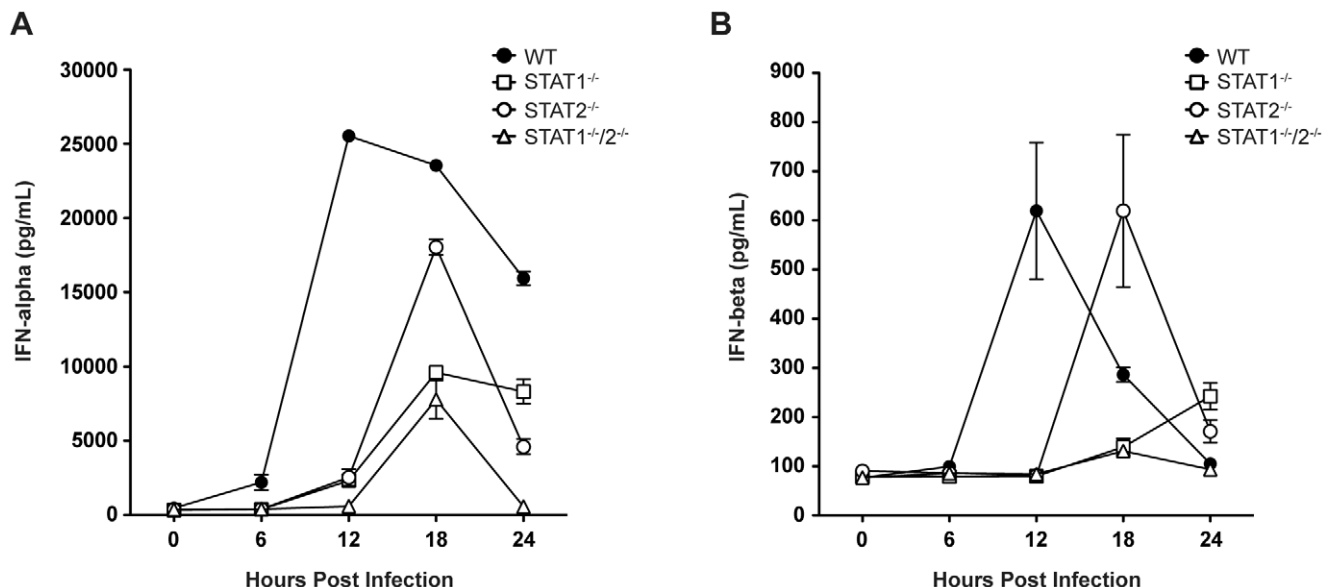 A
WT
STAT1-/-
STAT2-/-
STAT1-/-/2-/-
IFN-alpha (pg/mL)
30000
25000
20000
15000
10000
5000
0
0 6 12 18 24
Hours Post Infection
B
WT
STAT1-/-
STAT2-/-
STAT1-/-/2-/-
IFN-beta (pg/mL)
900
800
700
600
500
400
300
200
100
0
0 6 12 18 24
Hours Post Infection